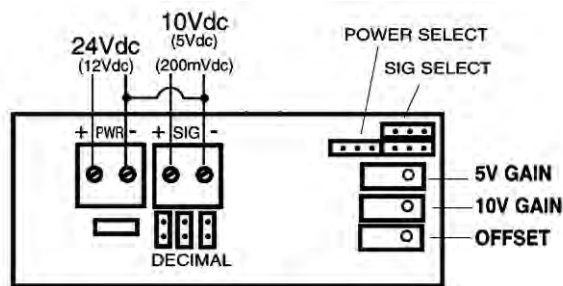 10Vdc
24Vdc (5Vdc)
(12Vdc) (200mVdc)
POWER SELECT
SIG SELECT
+ PWR - + SIG -
5V GAIN
10V GAIN
OFFSET
DECIMAL